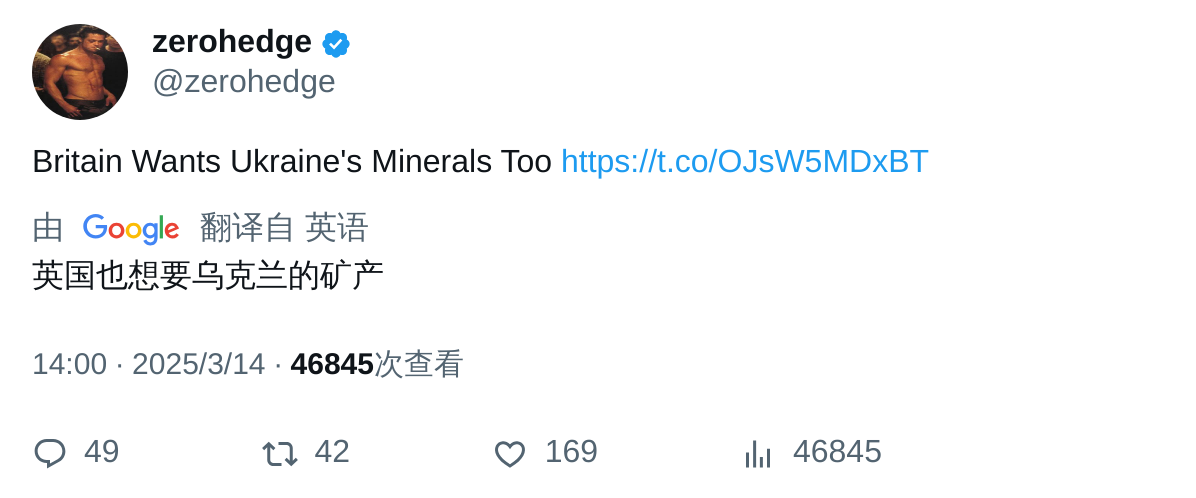 zerohedge
@zerohedge
Britain Wants Ukraine's Minerals Too https://t.co/OJsW5MDxBT
由 Google 翻译自 英语
英国也想要乌克兰的矿产
14:00 · 2025/3/14 · 46845次查看
49 42 169 46845